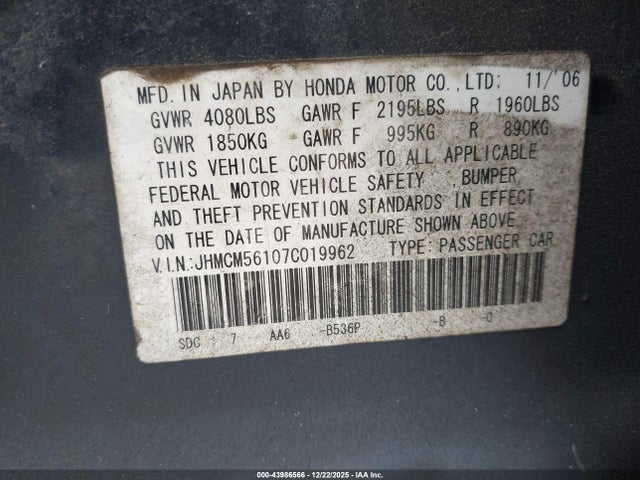 MFD. IN JAPAN BY HONDA MOTOR CO.,LTD; 11/'06
GVWR 4080LBS GAWR F 2195LBS R 1960LBS
GVWR 1850KG GAWR F 995KG R 890KG
THIS VEHICLE CONFORMS TO ALL APPLICABLE
FEDERAL MOTOR VEHICLE SAFETY ,BUMPER,
AND THEFT PREVENTION STANDARDS IN EFFECT
ON THE DATE OF MANUFACTURE SHOWN ABOVE.
V.I.N.:JHMCM56107C019962 TYPE: PASSENGER CAR
SDC 7 AA6 -B536P -B -C
000-43986566 - 12/22/2025 - IAA Inc.